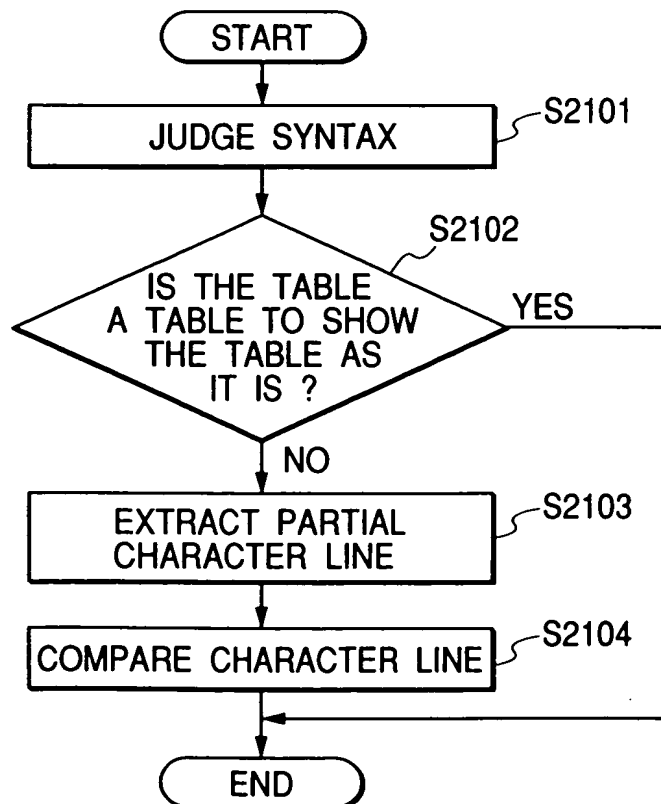 START
JUDGE SYNTAX
S2101
S2102
IS THE TABLE
A TABLE TO SHOW
THE TABLE AS
IT IS ?
YES
NO
EXTRACT PARTIAL
CHARACTER LINE
S2103
COMPARE CHARACTER LINE
S2104
END